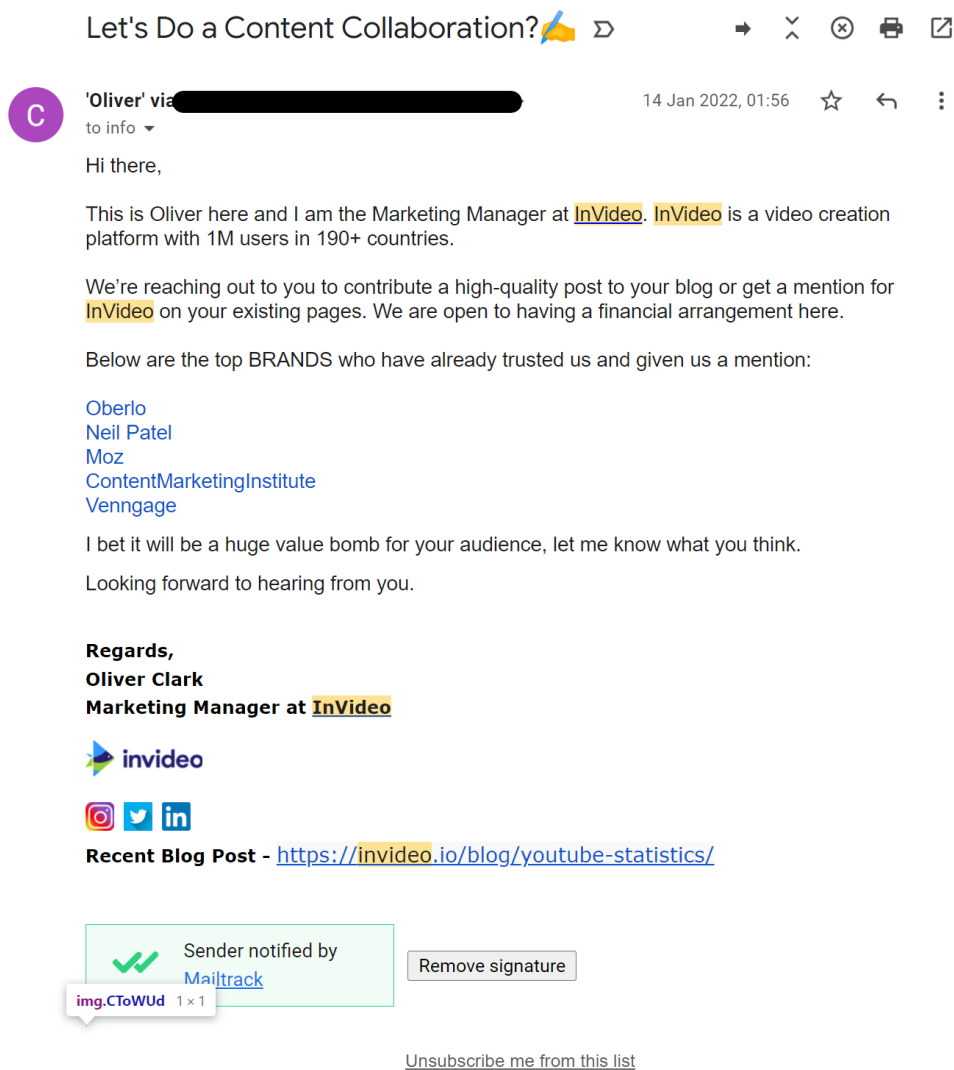 Let's Do a Content Collaboration?✍️
'Oliver' via
14 Jan 2022, 01:56
C
to info
Hi there,
This is Oliver here and I am the Marketing Manager at InVideo. InVideo is a video creation
platform with 1M users in 190+ countries.
We’re reaching out to you to contribute a high-quality post to your blog or get a mention for
InVideo on your existing pages. We are open to having a financial arrangement here.
Below are the top BRANDS who have already trusted us and given us a mention:
Oberlo
Neil Patel
Moz
ContentMarketingInstitute
Venngage
I bet it will be a huge value bomb for your audience, let me know what you think.
Looking forward to hearing from you.
Regards,
Oliver Clark
Marketing Manager at InVideo
invideo
in
Recent Blog Post - https://invideo.io/blog/youtube-statistics/
Sender notified by
Mailtrack
Remove signature
img.CToWUd 1 × 1
Unsubscribe me from this list